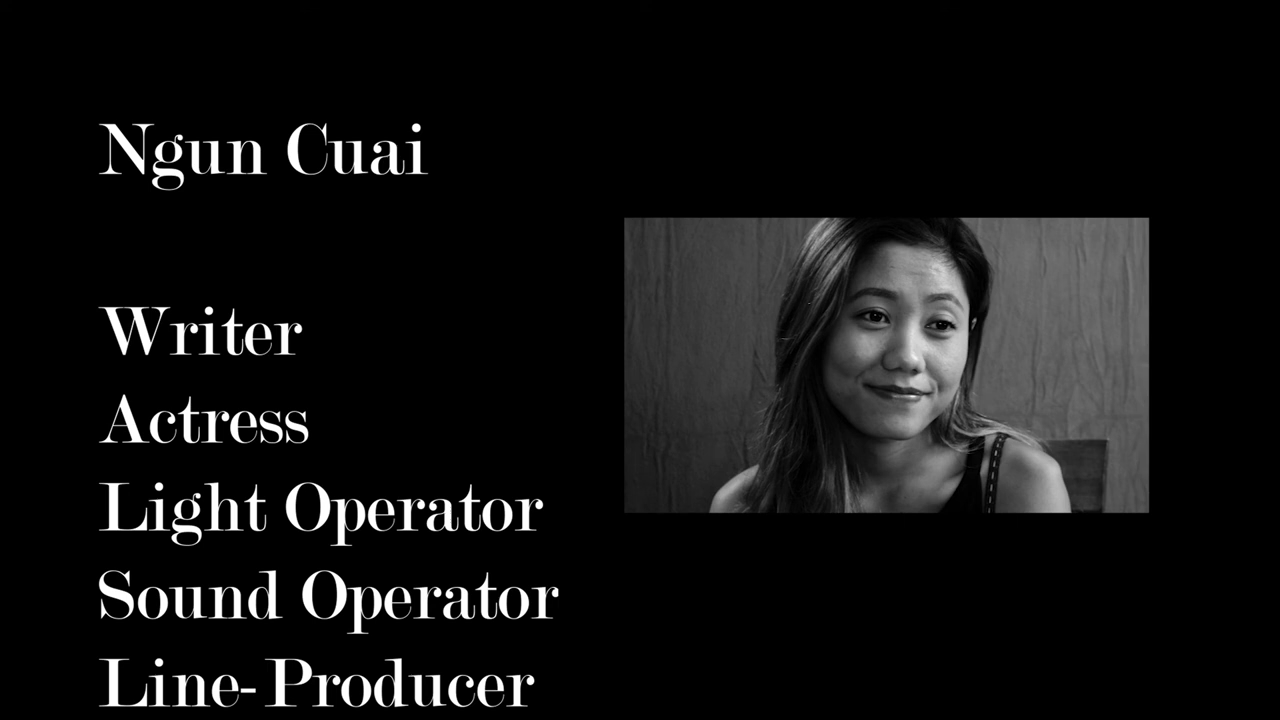 Ngun Cuai
Writer
Actress
Light Operator
Sound Operator
Line-Producer